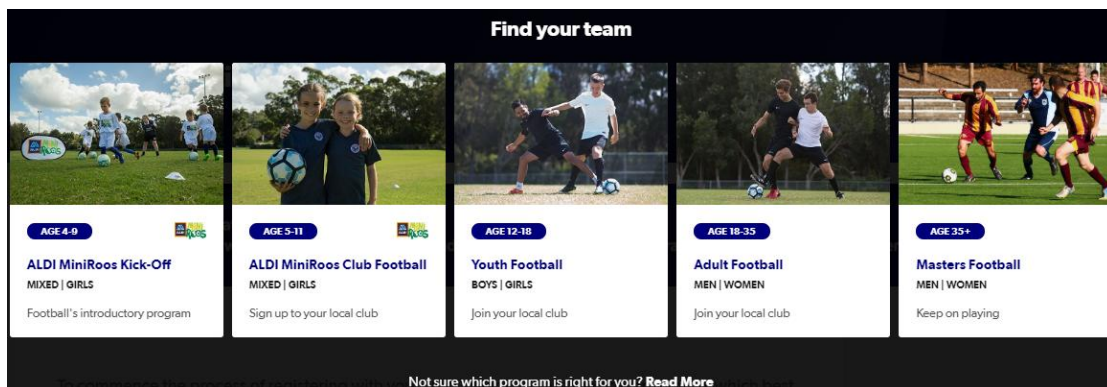 Find your team
AGE 4-9
ALDI MiniRoos Kick-Off
MIXED | GIRLS
Football's introductory program
AGE 5-11
ALDI MiniRoos Club Football
MIXED | GIRLS
Sign up to your local club
AGE 12-18
Youth Football
BOYS | GIRLS
Join your local club
AGE 18-35
Adult Football
MEN | WOMEN
Join your local club
AGE 35+
Masters Football
MEN | WOMEN
Keep on playing
Not sure which program is right for you? Read More